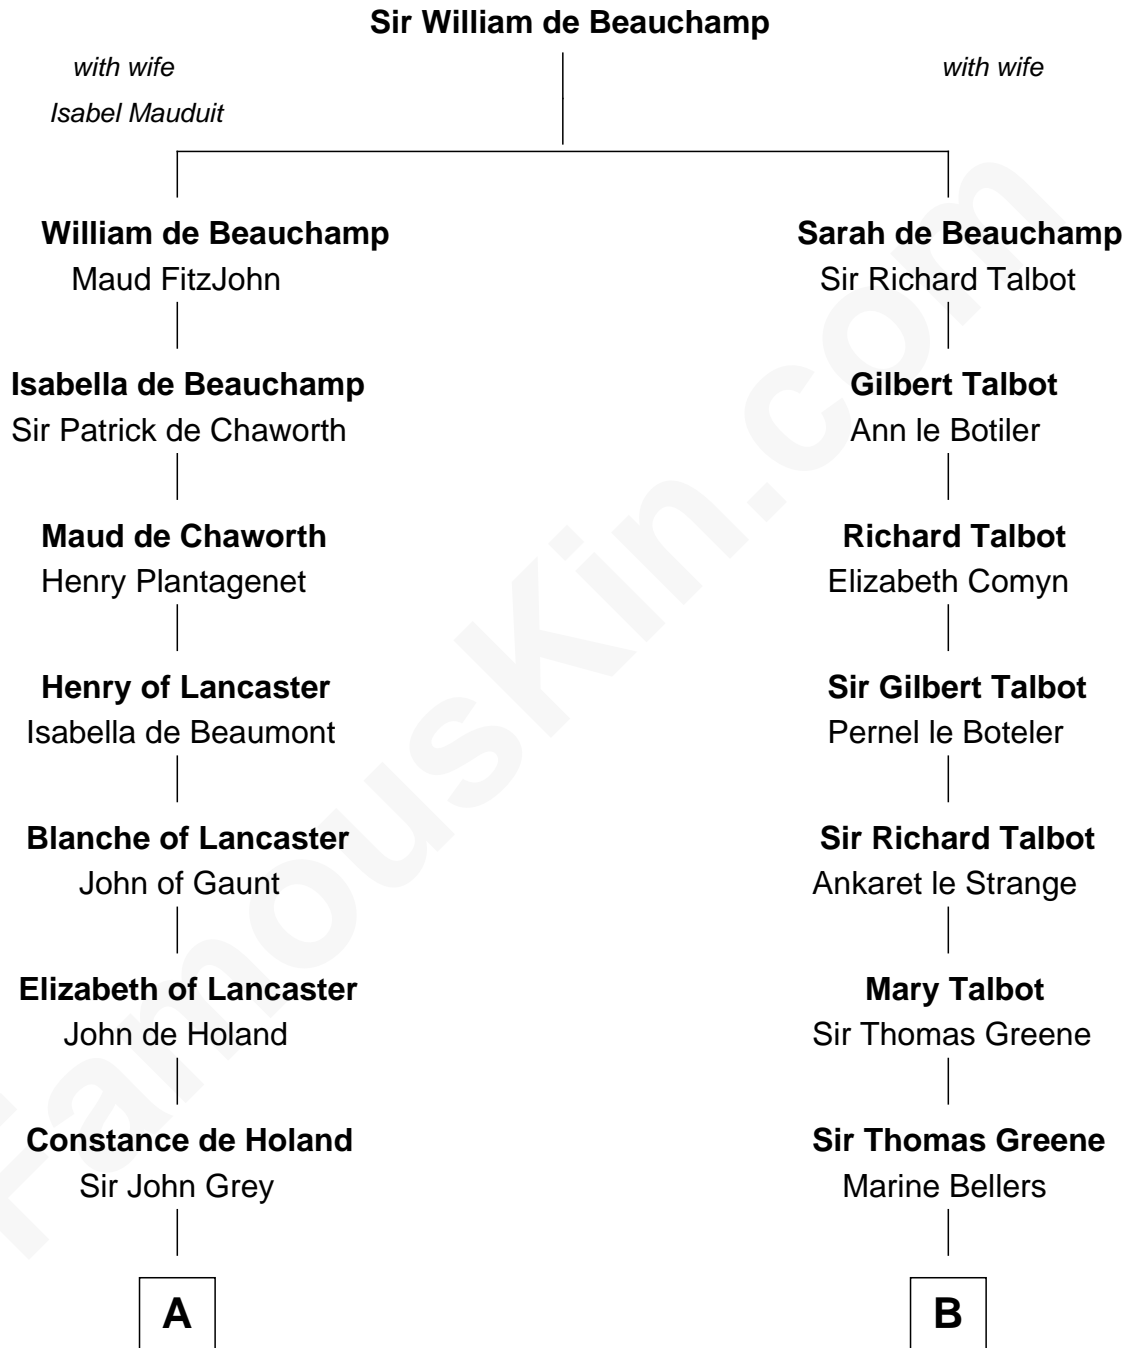 Sir William de Beauchamp
with wife
Isabel Mauduit
with wife
William de Beauchamp
Maud FitzJohn
Sarah de Beauchamp
Sir Richard Talbot
Isabella de Beauchamp
Sir Patrick de Chaworth
Gilbert Talbot
Ann le Botiler
Maud de Chaworth
Henry Plantagenet
Richard Talbot
Elizabeth Comyn
Henry of Lancaster
Isabella de Beaumont
Sir Gilbert Talbot
Pernel le Boteler
Blanche of Lancaster
John of Gaunt
Sir Richard Talbot
Ankaret le Strange
Elizabeth of Lancaster
John de Holand
Mary Talbot
Sir Thomas Greene
Constance de Holand
Sir John Grey
Sir Thomas Greene
Marine Bellers
A
B
FamousKin.com